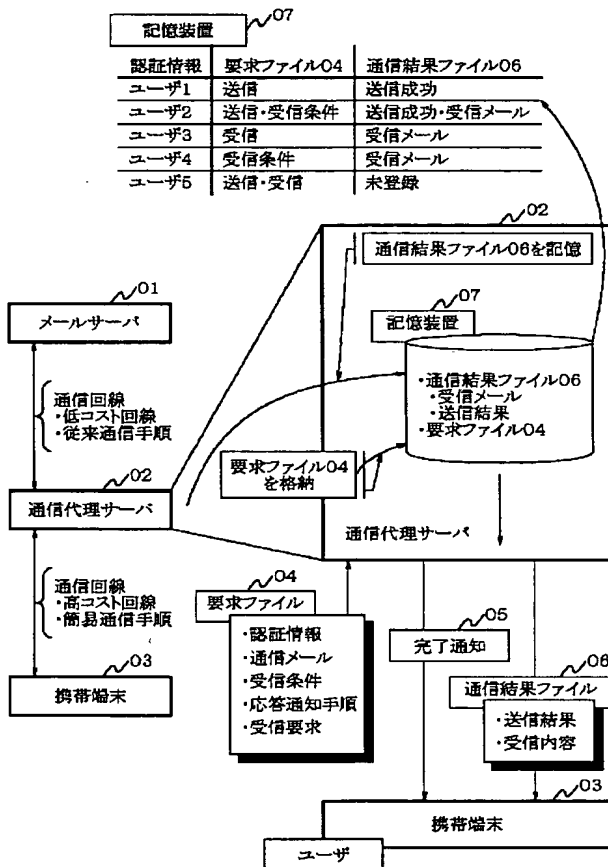 07
記憶装置
認証情報 要求ファイル04 通信結果ファイル06
ユーザ1 送信 送信成功
ユーザ2 送信・受信条件 送信成功・受信メール
ユーザ3 受信 受信メール
ユーザ4 受信条件 受信メール
ユーザ5 送信・受信 未登録
02
通信結果ファイル06を記憶
01
メールサーバ
07
記憶装置
通信回線
・低コスト回線
・従来通信手順
・通信結果ファイル06
・受信メール
・送信結果
・要求ファイル04
02
通信代理サーバ
要求ファイル04
を格納
通信代理サーバ
通信回線
・高コスト回線
・簡易通信手順
04
要求ファイル
・認証情報
・通信メール
・受信条件
・応答通知手順
・受信要求
05
完了通知
06
通信結果ファイル
・送信結果
・受信内容
03
携帯端末
03
携帯端末
ユーザ